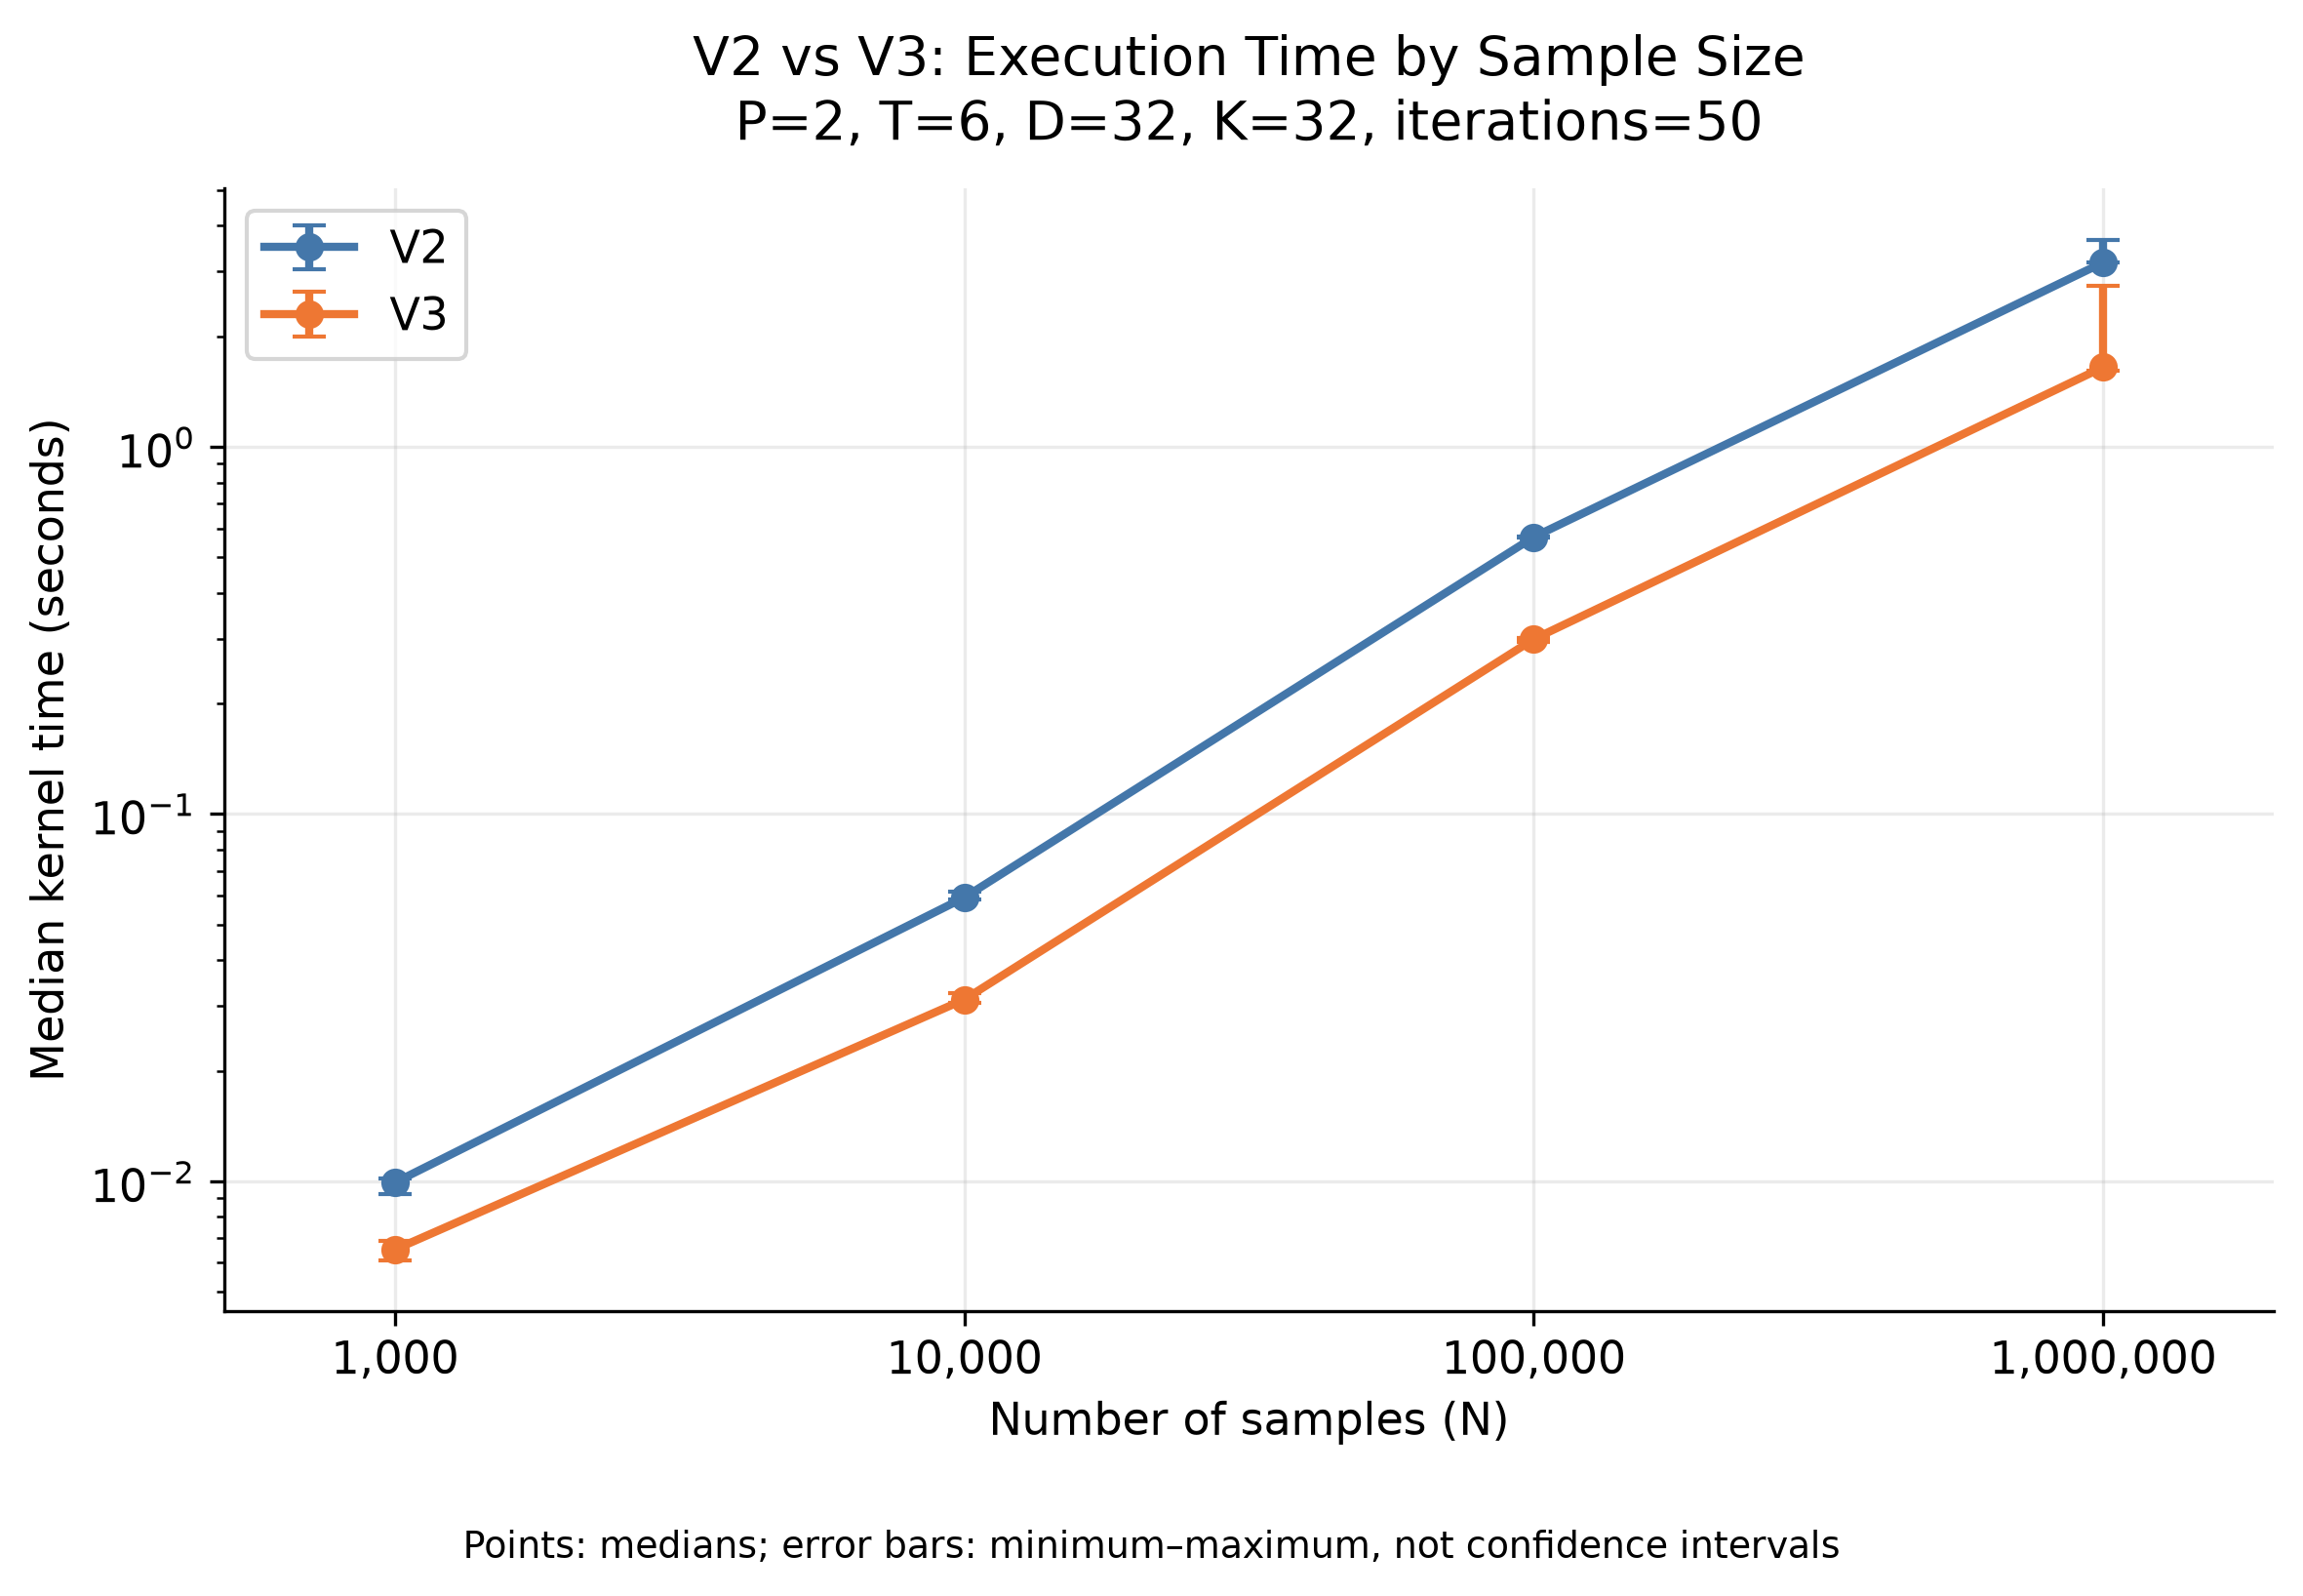 V2 vs V3: Execution Time by Sample Size
P=2, T=6, D=32, K=32, iterations=50
V2
V3
Median kernel time (seconds)
10⁰
10⁻¹
10⁻²
1,000
10,000
100,000
1,000,000
Number of samples (N)
Points: medians; error bars: minimum–maximum, not confidence intervals